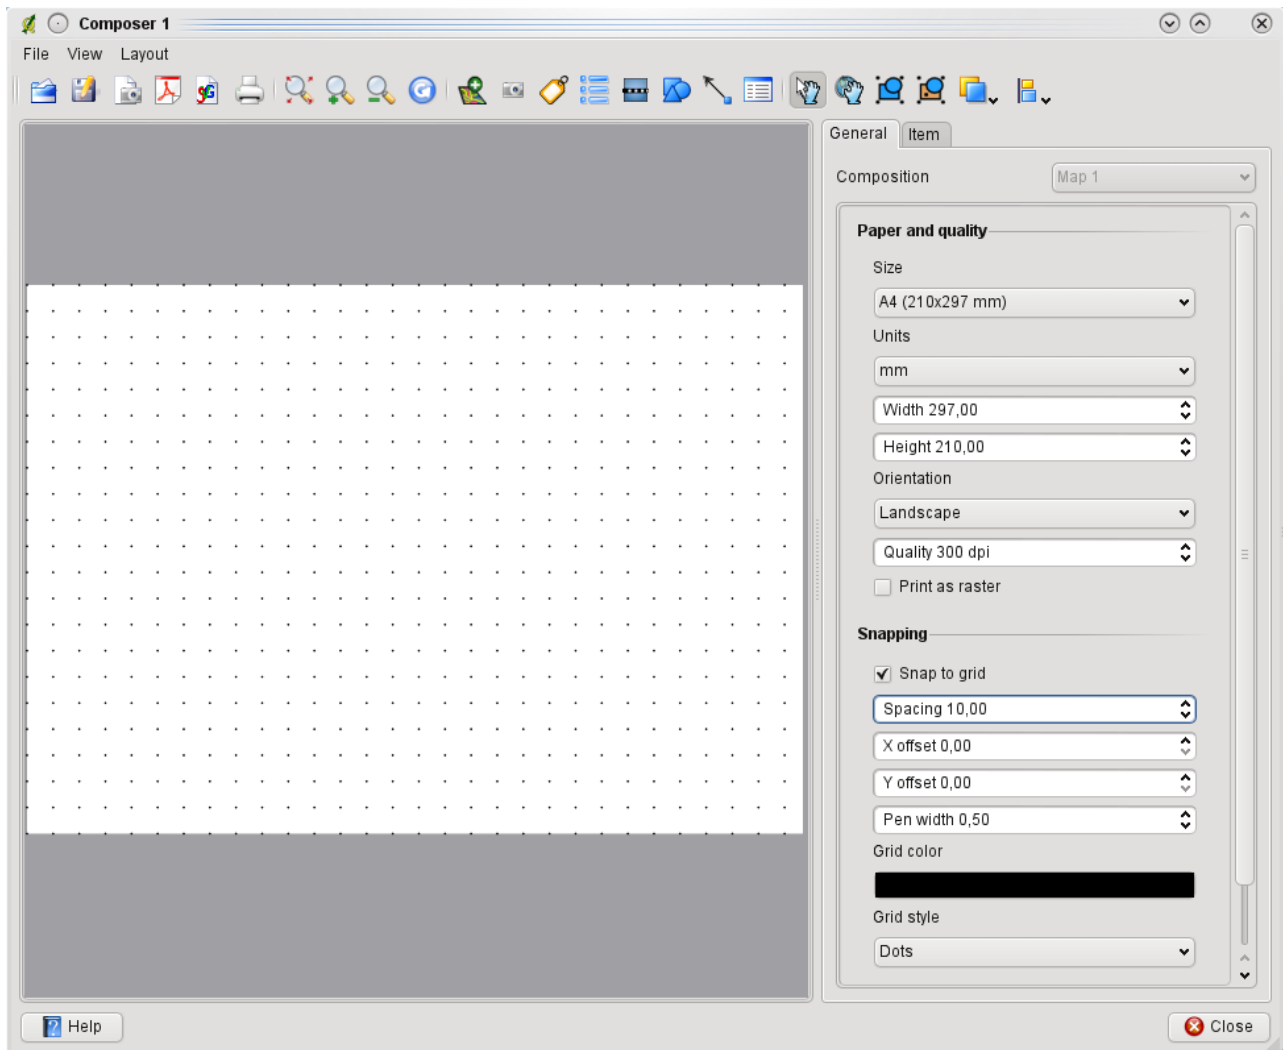 Composer 1
File View Layout
General Item
Composition Map 1
Paper and quality
Size
A4 (210x297 mm)
Units
mm
Width 297,00
Height 210,00
Orientation
Landscape
Quality 300 dpi
Print as raster
Snapping
Snap to grid
Spacing 10,00
X offset 0,00
Y offset 0,00
Pen width 0,50
Grid color
Grid style
Dots
Help Close